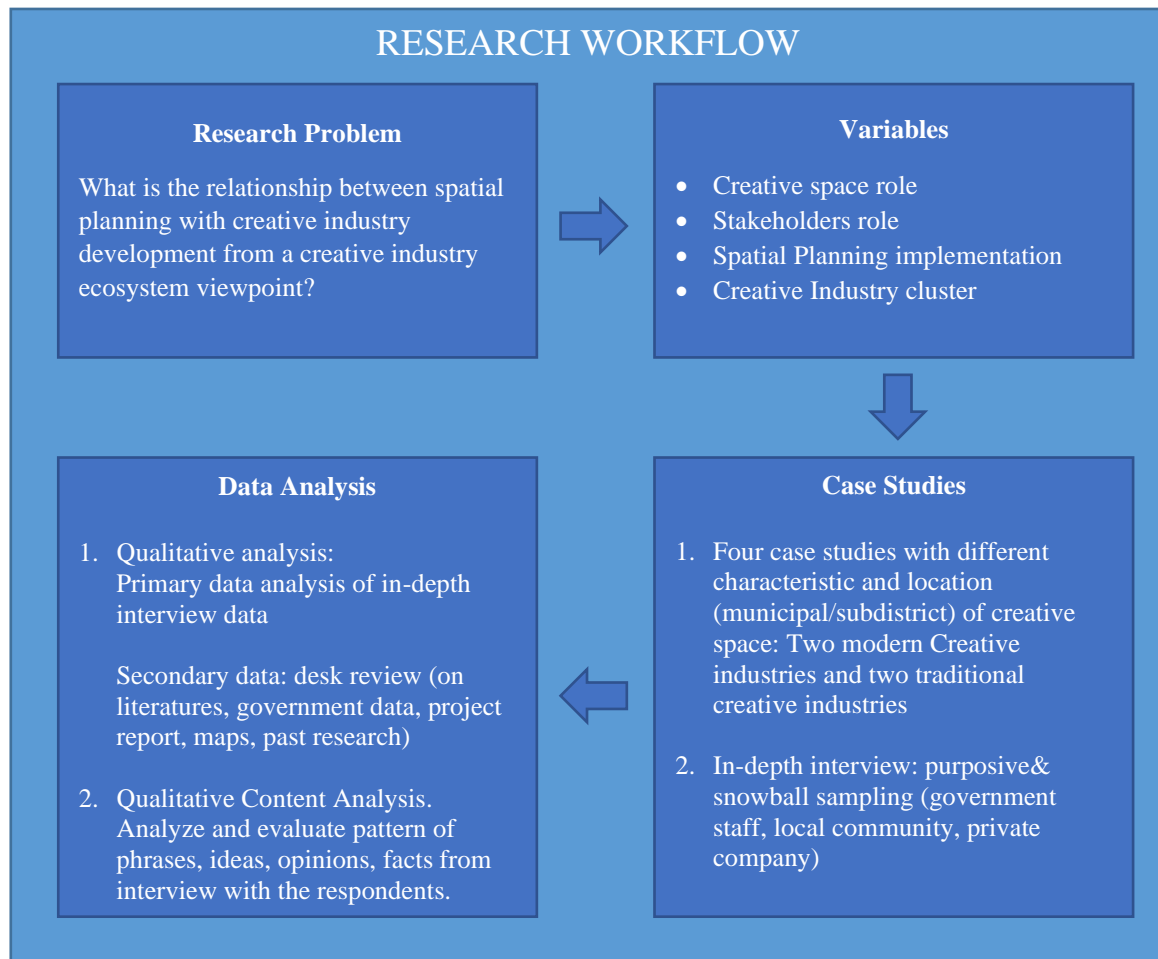 RESEARCH WORKFLOW
Research Problem
What is the relationship between spatial
planning with creative industry
development from a creative industry
ecosystem viewpoint?
Variables
• Creative space role
• Stakeholders role
• Spatial Planning implementation
• Creative Industry cluster
Case Studies
1. Four case studies with different
characteristic and location
(municipal/subdistrict) of creative
space: Two modern Creative
industries and two traditional
creative industries
2. In-depth interview: purposive&
snowball sampling (government
staff, local community, private
company)
Data Analysis
1. Qualitative analysis:
Primary data analysis of in-depth
interview data
Secondary data: desk review (on
literatures, government data, project
report, maps, past research)
2. Qualitative Content Analysis.
Analyze and evaluate pattern of
phrases, ideas, opinions, facts from
interview with the respondents.